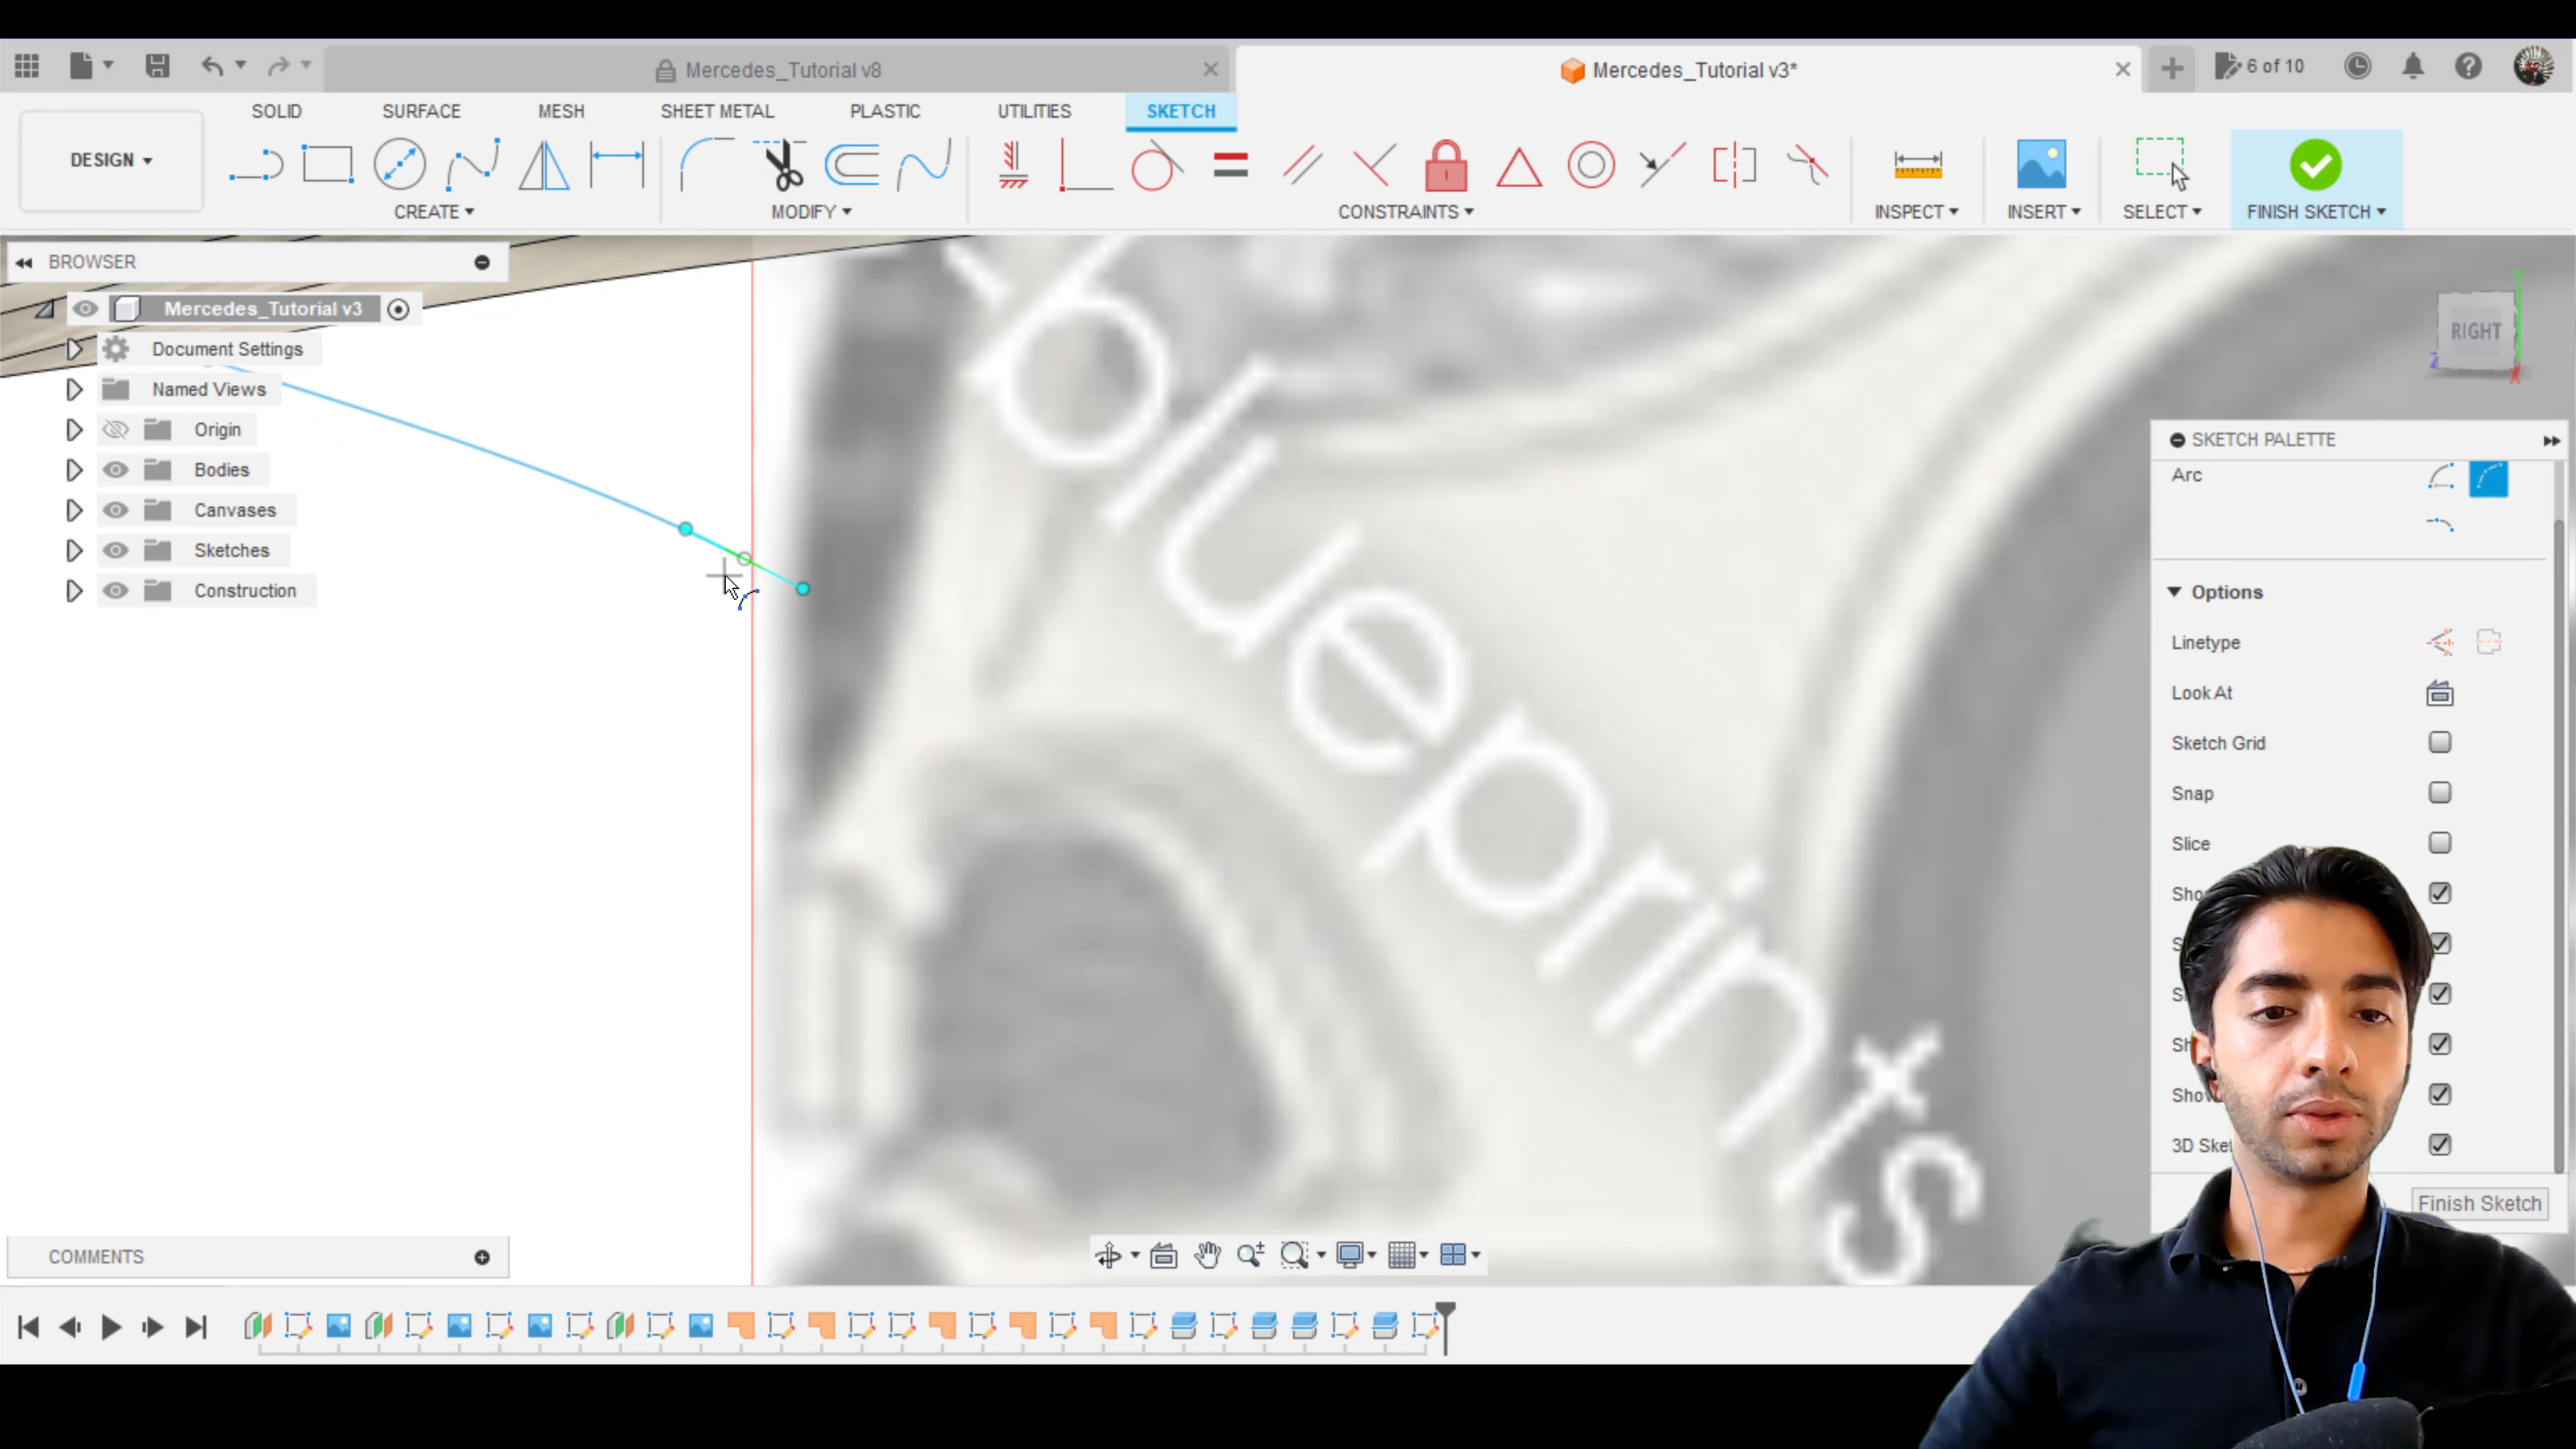 Mercedes_Tutorial v8
Mercedes_Tutorial v3*
6 of 10
SOLID
SURFACE
MESH
SHEET METAL
PLASTIC
UTILITIES
SKETCH
DESIGN
CREATE
MODIFY
CONSTRAINTS
INSPECT
INSERT
SELECT
FINISH SKETCH
BROWSER
Mercedes_Tutorial v3
Document Settings
Named Views
Origin
Bodies
Canvases
Sketches
Construction
blueprints
RIGHT
Z
X
SKETCH PALETTE
Arc
Options
Linetype
Look At
Sketch Grid
Snap
Slice
Show
3D Sket
Finish Sketch
COMMENTS